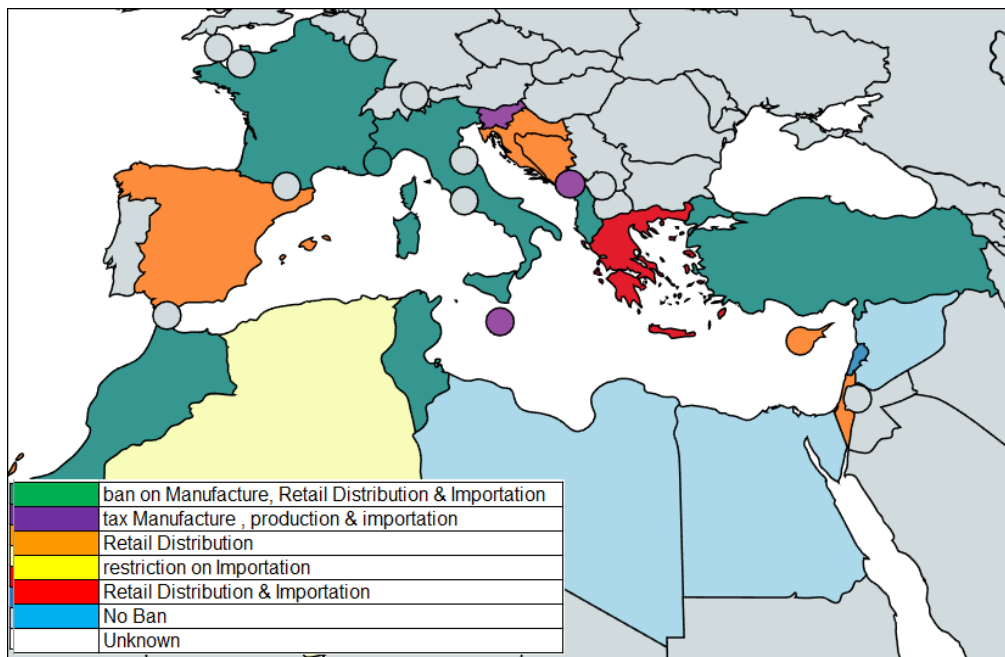 ban on Manufacture, Retail Distribution & Importation
tax Manufacture , production & importation
Retail Distribution
restriction on Importation
Retail Distribution & Importation
No Ban
Unknown